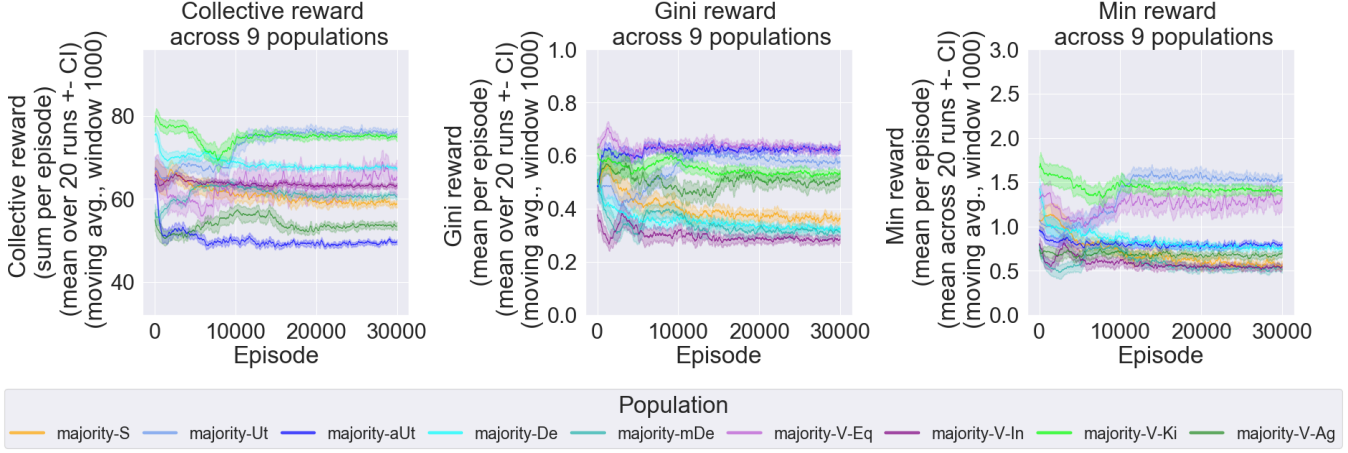 Collective reward
across 9 populations
Collective reward
(sum per episode)
(mean over 20 runs +- CI)
(moving avg., window 1000)
80
60
40
0 10000 20000 30000
Episode
Gini reward
across 9 populations
Gini reward
(mean per episode)
(mean over 20 runs +- CI)
(moving avg., window 1000)
1.0
0.8
0.6
0.4
0.2
0.0
0 10000 20000 30000
Episode
Min reward
across 9 populations
Min reward
(mean per episode)
(mean across 20 runs +- CI)
(moving avg., window 1000)
3.0
2.5
2.0
1.5
1.0
0.5
0.0
0 10000 20000 30000
Episode
Population
majority-S majority-Ut majority-aUt majority-De majority-mDe majority-V-Eq majority-V-In majority-V-Ki majority-V-Ag